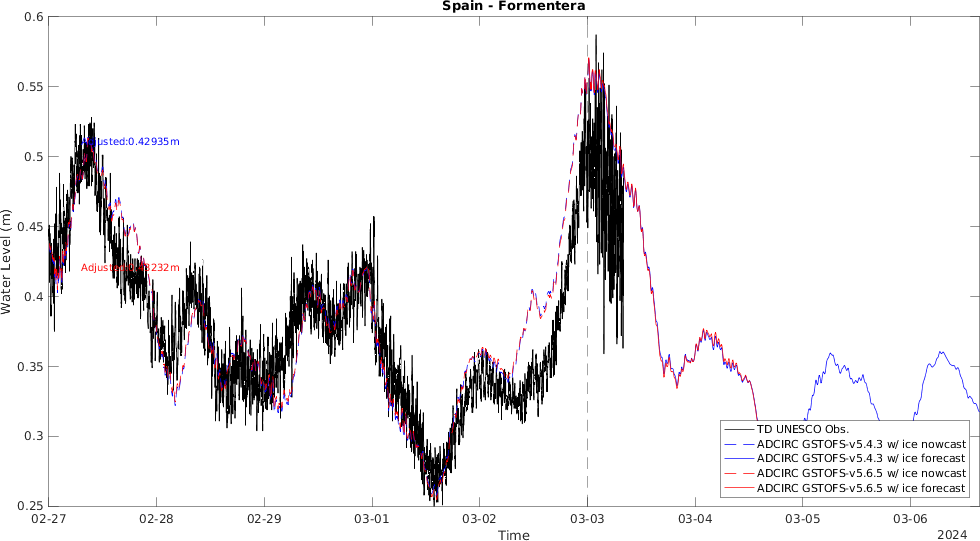 Spain - Formentera
0.6
0.55
0.5
0.45
0.4
0.35
0.3
0.25
Water Level (m)
Adjusted:0.42935m
Adjusted:0.43232m
TD UNESCO Obs.
ADCIRC GSTOFS-v5.4.3 w/ ice nowcast
ADCIRC GSTOFS-v5.4.3 w/ ice forecast
ADCIRC GSTOFS-v5.6.5 w/ ice nowcast
ADCIRC GSTOFS-v5.6.5 w/ ice forecast
02-27 02-28 02-29 03-01 03-02 03-03 03-04 03-05 03-06
Time
2024